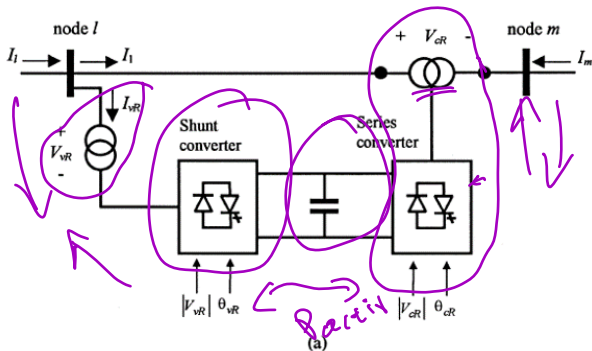 node l
node m
+ V_cR -
I_l
I_1
I_m
I_vR
+
V_vR
-
Shunt
converter
Series
converter
|V_vR| θ_vR
|V_cR| θ_cR
(a)